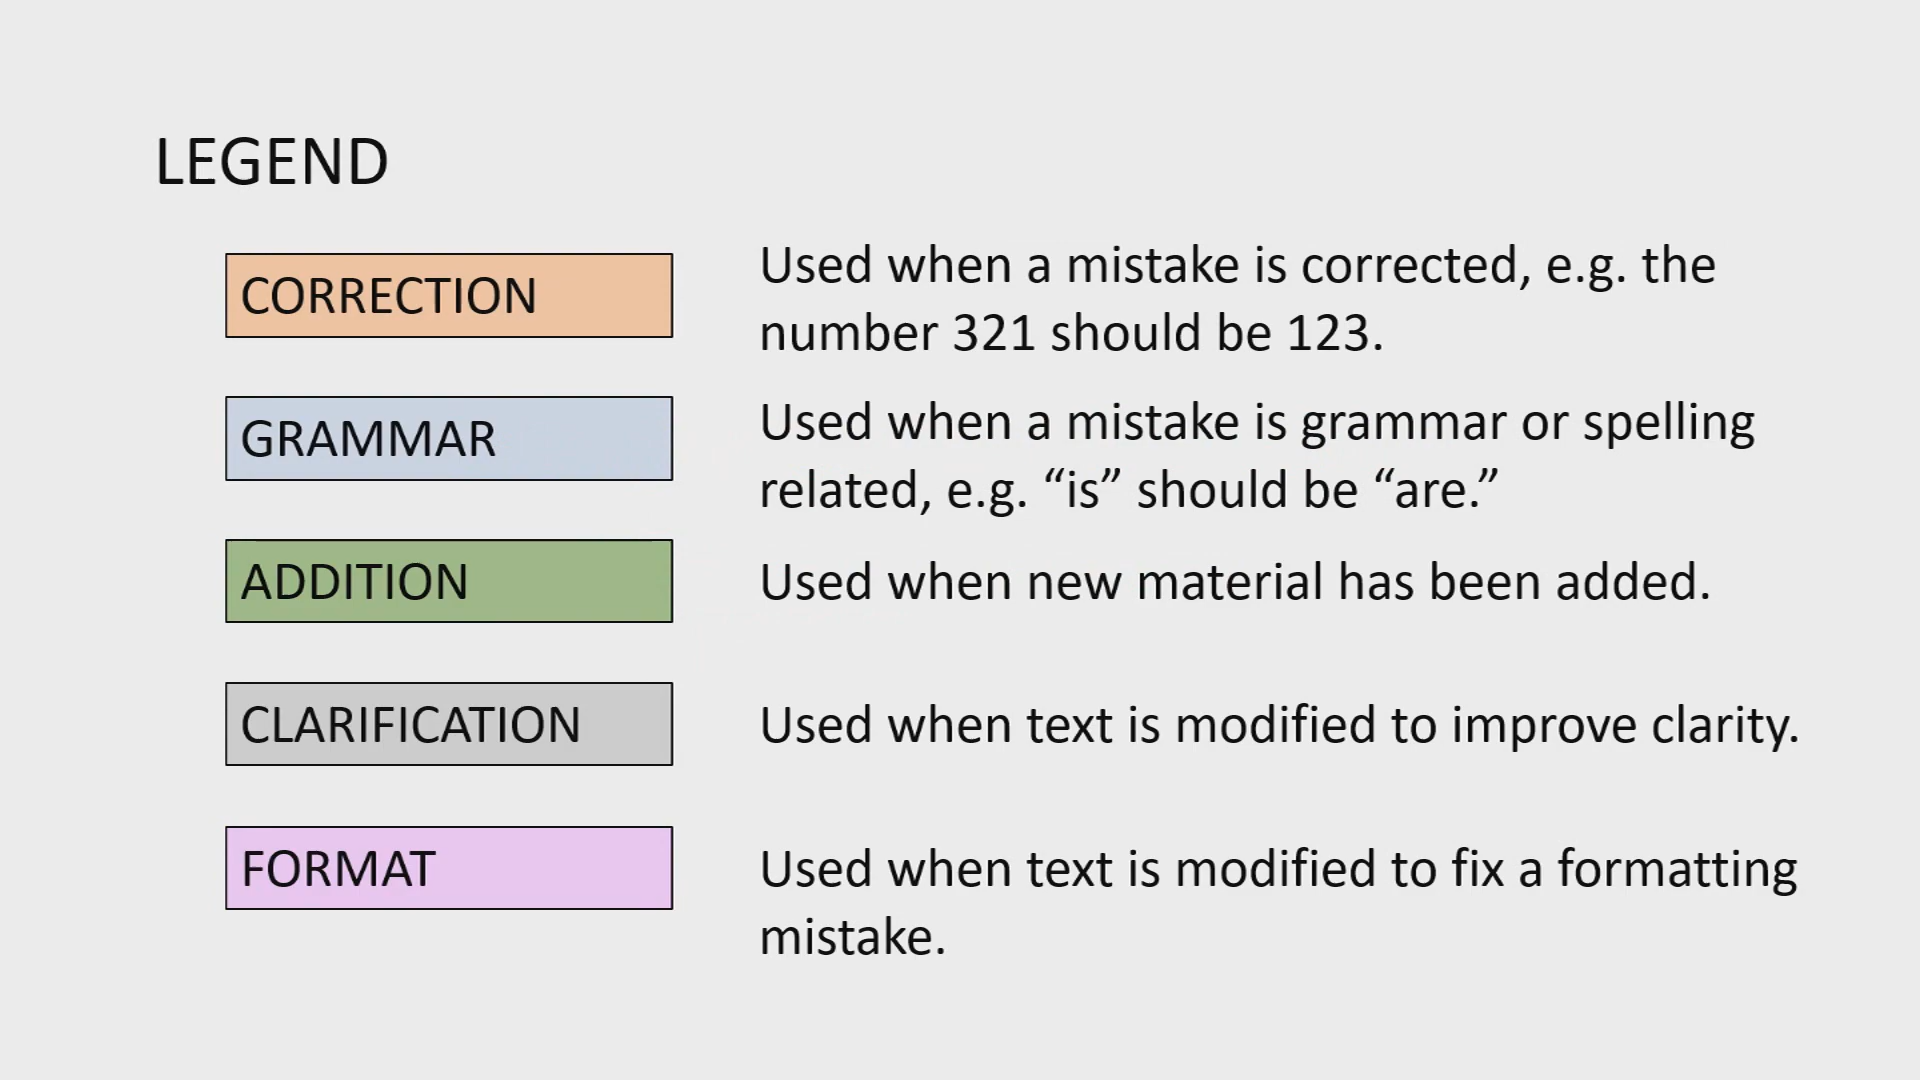 LEGEND
CORRECTION
Used when a mistake is corrected, e.g. the
number 321 should be 123.
GRAMMAR
Used when a mistake is grammar or spelling
related, e.g. “is” should be “are.”
ADDITION
Used when new material has been added.
CLARIFICATION
Used when text is modified to improve clarity.
FORMAT
Used when text is modified to fix a formatting
mistake.